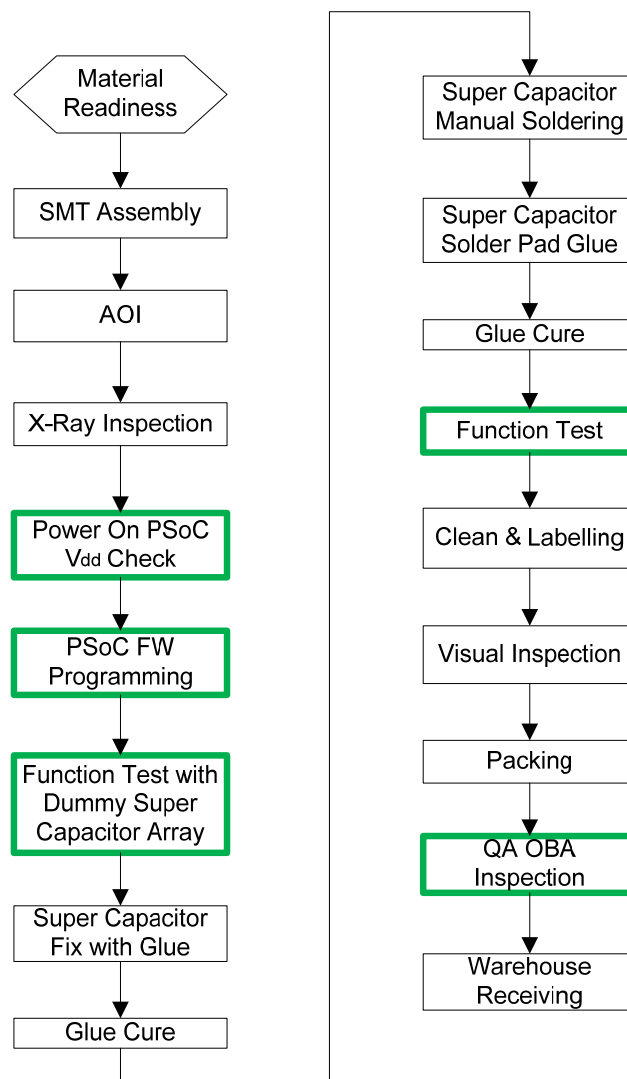 Material
Readiness
SMT Assembly
AOI
X-Ray Inspection
Power On PSoC
Vdd Check
PSoC FW
Programming
Function Test with
Dummy Super
Capacitor Array
Super Capacitor
Fix with Glue
Glue Cure
Super Capacitor
Manual Soldering
Super Capacitor
Solder Pad Glue
Glue Cure
Function Test
Clean & Labelling
Visual Inspection
Packing
QA OBA
Inspection
Warehouse
Receiving